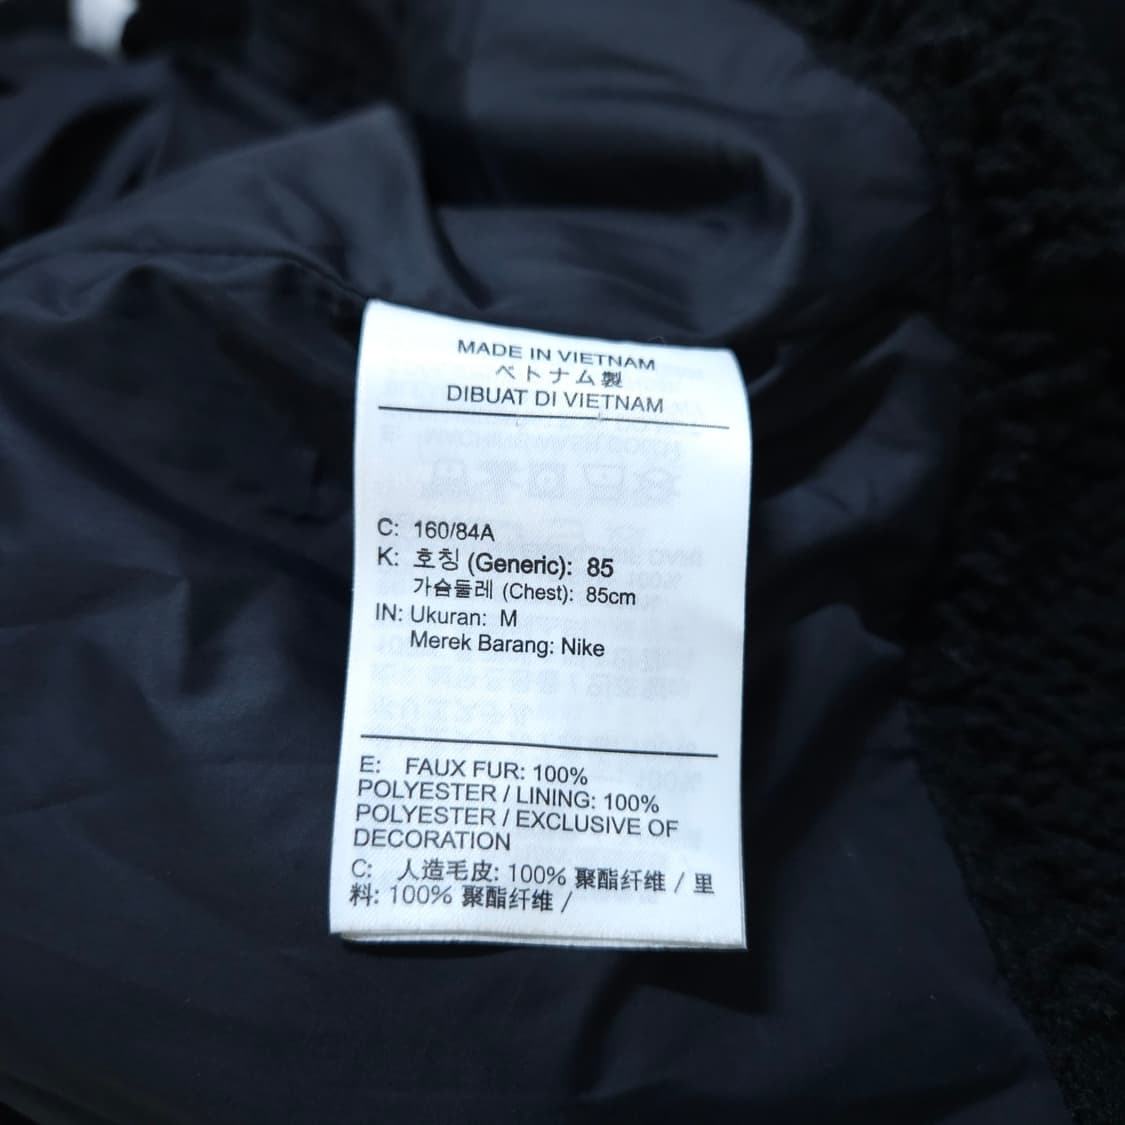 MADE IN VIETNAM
ベトナム製
DIBUAT DI VIETNAM
C: 160/84A
K: 호칭 (Generic): 85
가슴둘레 (Chest): 85cm
IN: Ukuran: M
Merek Barang: Nike
E: FAUX FUR: 100%
POLYESTER / LINING: 100%
POLYESTER / EXCLUSIVE OF
DECORATION
C: 人造毛皮: 100% 聚酯纤维 / 里
料: 100% 聚酯纤维 /